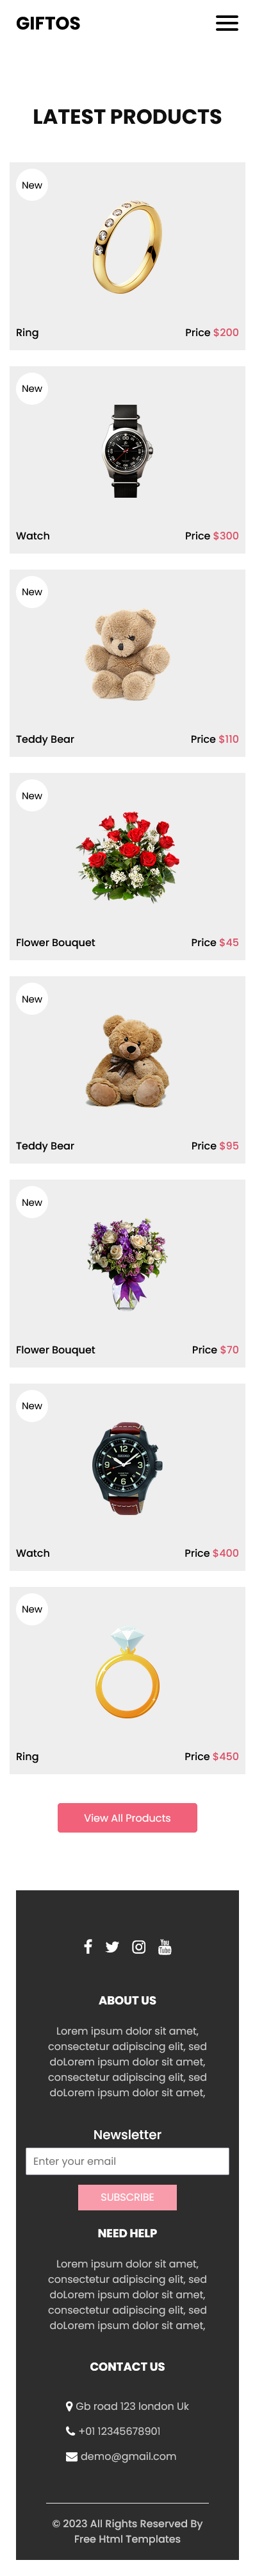 GIFTOS
LATEST PRODUCTS
New
Ring Price $200
New
Watch Price $300
New
Teddy Bear Price $110
New
Flower Bouquet Price $45
New
Teddy Bear Price $95
New
Flower Bouquet Price $70
New
Watch Price $400
New
Ring Price $450
View All Products
You
Tube
ABOUT US
Lorem ipsum dolor sit amet,
consectetur adipiscing elit, sed
doLorem ipsum dolor sit amet,
consectetur adipiscing elit, sed
doLorem ipsum dolor sit amet,
Newsletter
Enter your email
SUBSCRIBE
NEED HELP
Lorem ipsum dolor sit amet,
consectetur adipiscing elit, sed
doLorem ipsum dolor sit amet,
consectetur adipiscing elit, sed
doLorem ipsum dolor sit amet,
CONTACT US
Gb road 123 london Uk
+01 12345678901
demo@gmail.com
© 2023 All Rights Reserved By
Free Html Templates